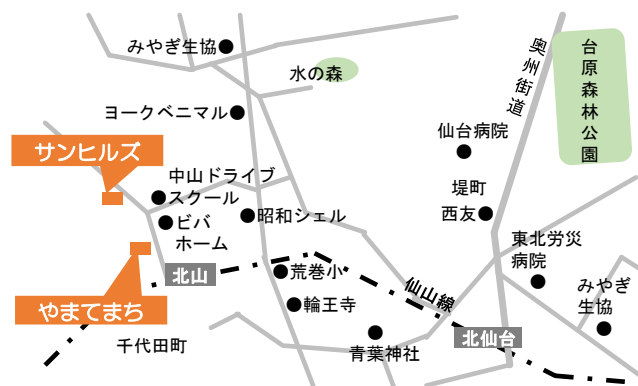 みやぎ生協
水の森
奥州街道
台原森林公園
ヨークベニマル
仙台病院
サンヒルズ
中山ドライブ
スクール
堤町
西友
ビバ
ホーム
昭和シェル
東北労災
病院
北山
荒巻小
仙山線
みやぎ
生協
やまてまち
輪王寺
北仙台
千代田町
青葉神社